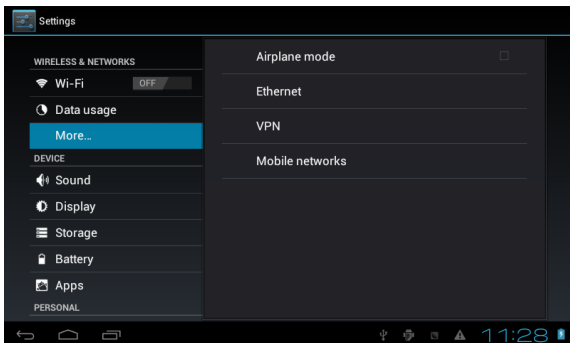 Settings
WIRELESS & NETWORKS
Wi-Fi OFF
Data usage
More...
DEVICE
Sound
Display
Storage
Battery
Apps
PERSONAL
Airplane mode
Ethernet
VPN
Mobile networks
11:28